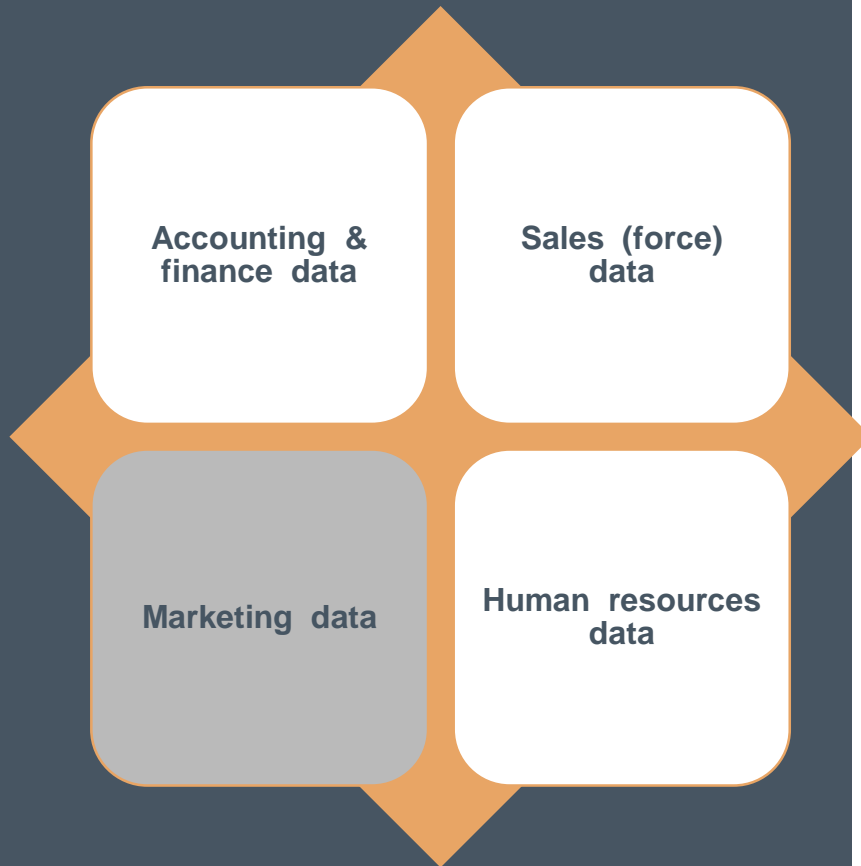 Accounting &
finance data
Sales (force)
data
Marketing data
Human resources
data